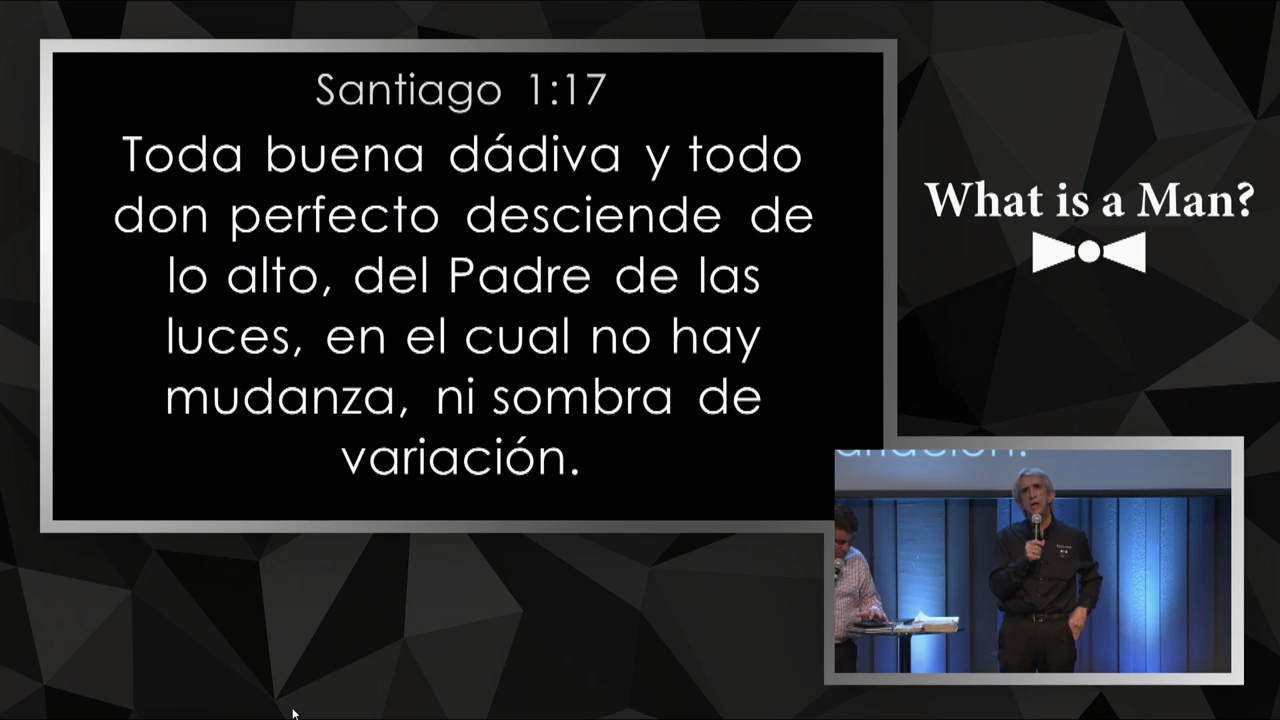 Santiago 1:17
Toda buena dádiva y todo
don perfecto desciende de
lo alto, del Padre de las
luces, en el cual no hay
mudanza, ni sombra de
variación.
What is a Man?